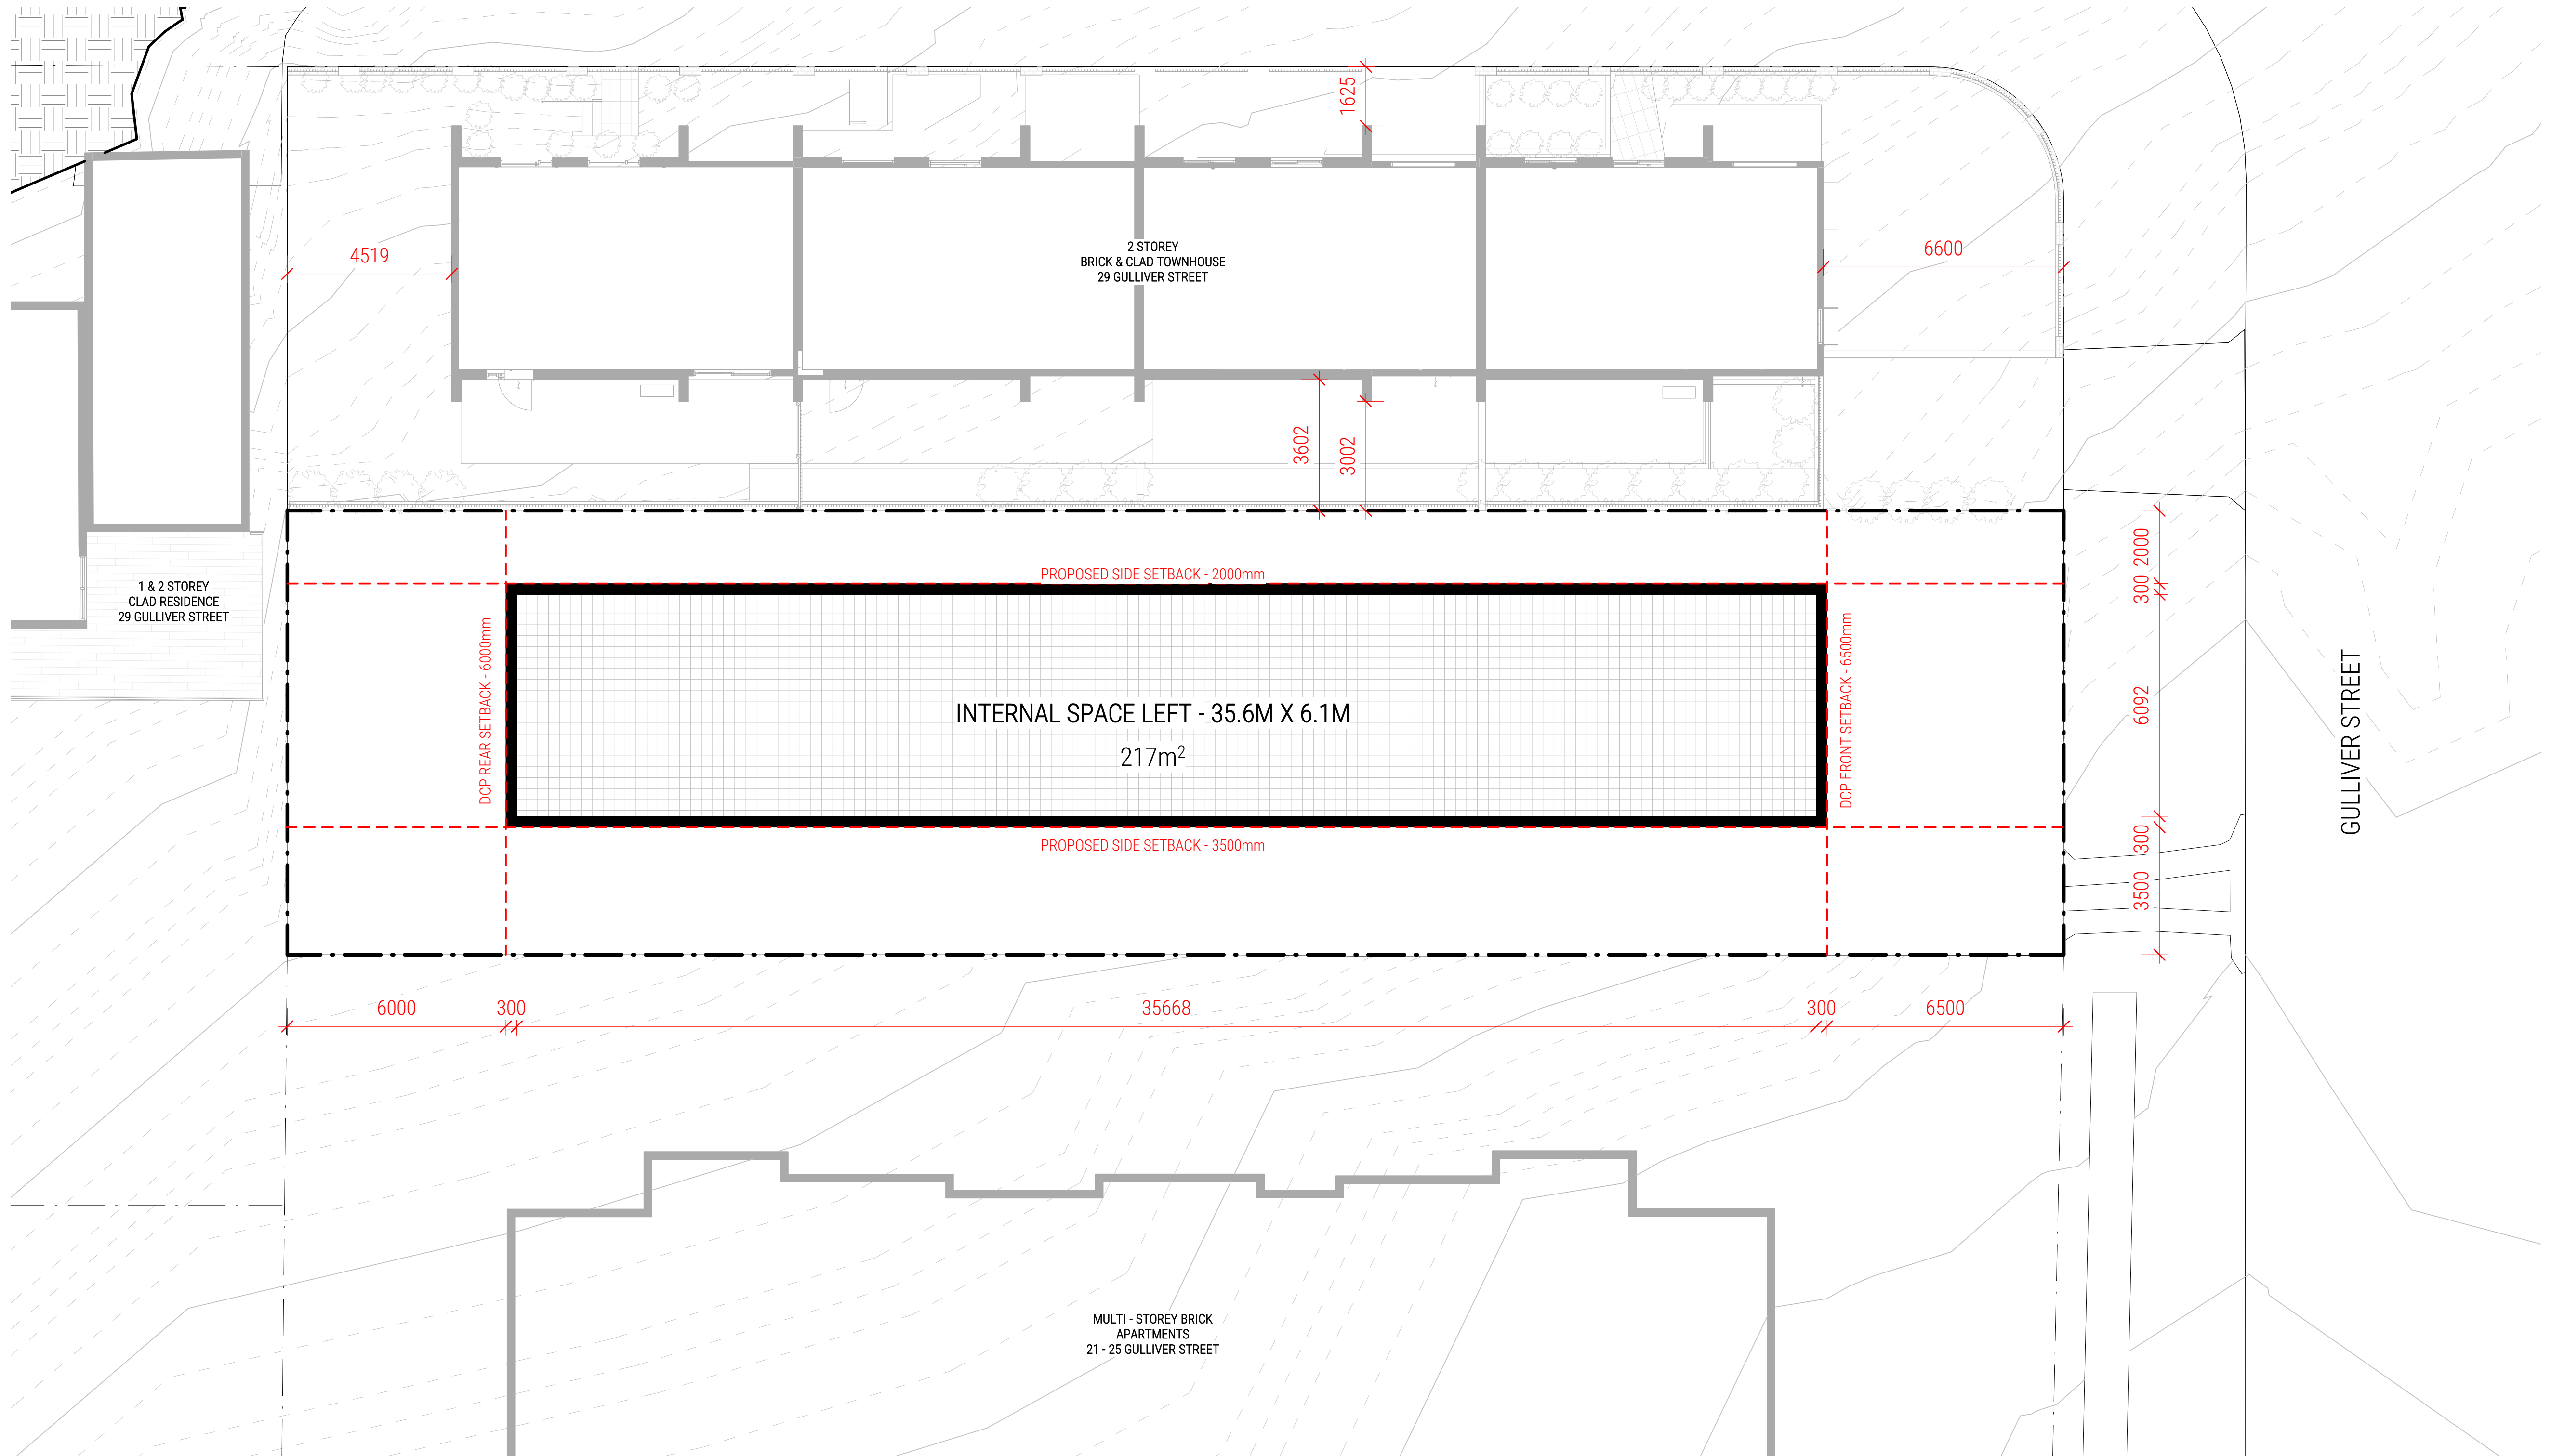 1625
4519
2 STOREY
BRICK & CLAD TOWNHOUSE
29 GULLIVER STREET
6600
3602
3002
2000
PROPOSED SIDE SETBACK - 2000mm
300
1 & 2 STOREY
CLAD RESIDENCE
29 GULLIVER STREET
DCP REAR SETBACK - 6000mm
INTERNAL SPACE LEFT - 35.6M X 6.1M
217m²
DCP FRONT SETBACK - 6500mm
6092
GULLIVER STREET
PROPOSED SIDE SETBACK - 3500mm
300
3500
6000
300
35668
300
6500
MULTI - STOREY BRICK
APARTMENTS
21 - 25 GULLIVER STREET